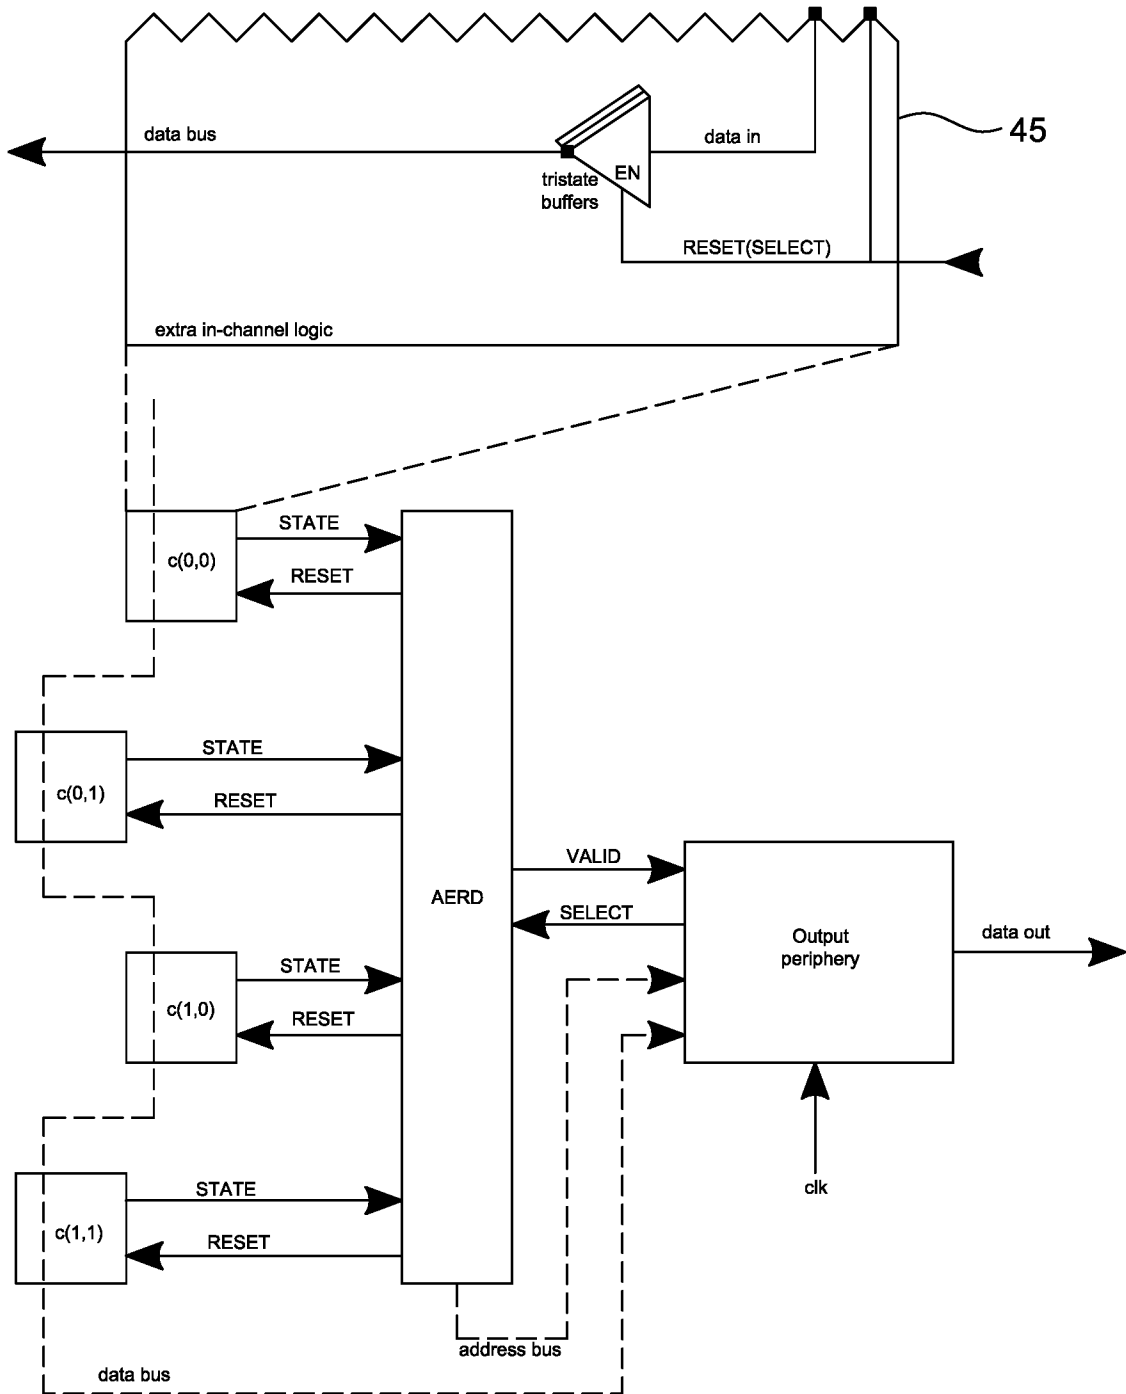 data bus
data in
45
EN
tristate
buffers
RESET(SELECT)
extra in-channel logic
STATE
c(0,0)
RESET
STATE
c(0,1)
RESET
VALID
AERD
SELECT
Output
periphery
data out
STATE
c(1,0)
RESET
clk
STATE
c(1,1)
RESET
address bus
data bus